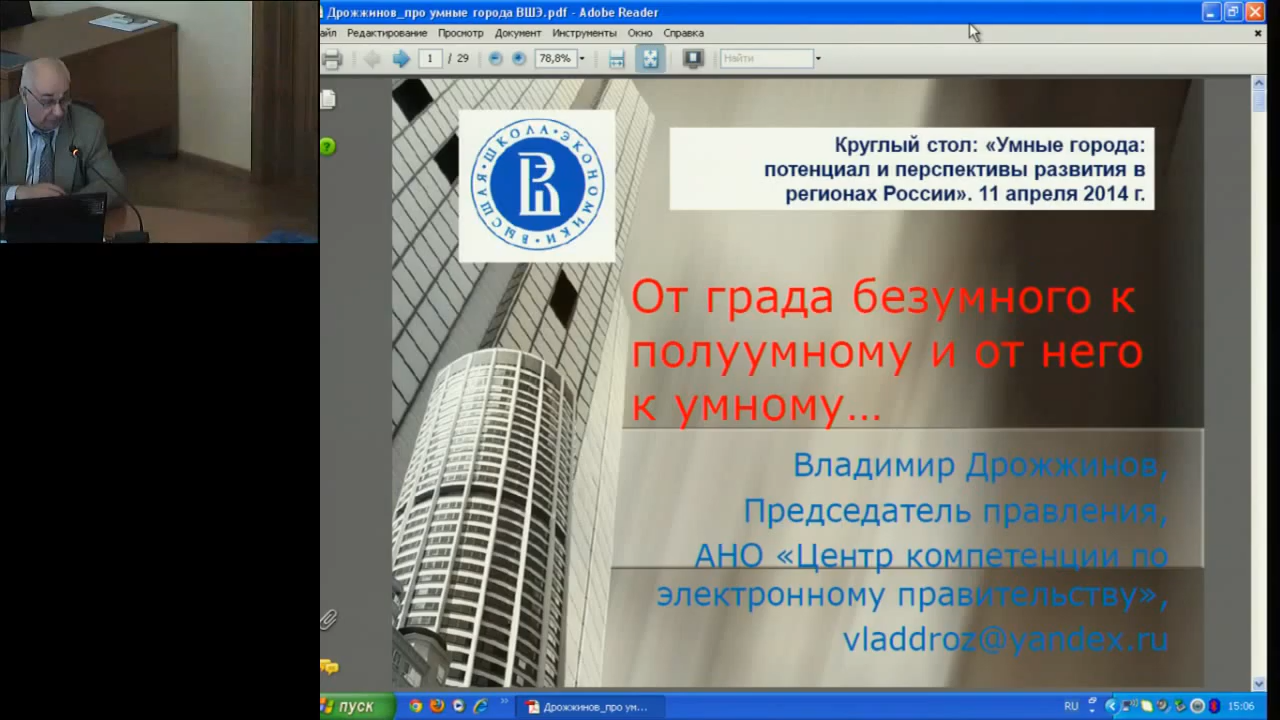 Дрожжинов_про умные города ВШЭ.pdf - Adobe Reader
айл Редактирование Просмотр Документ Инструменты Окно Справка
1 / 29 78,8% Найти
ВЫСШАЯ ШКОЛА ЭКОНОМИКИ
Круглый стол: «Умные города:
потенциал и перспективы развития в
регионах России». 11 апреля 2014 г.
От града безумного к
полуумному и от него
к умному...
Владимир Дрожжинов,
Председатель правления,
АНО «Центр компетенции по
электронному правительству»,
vladdroz@yandex.ru
пуск Дрожжинов_про ум... RU 15:06